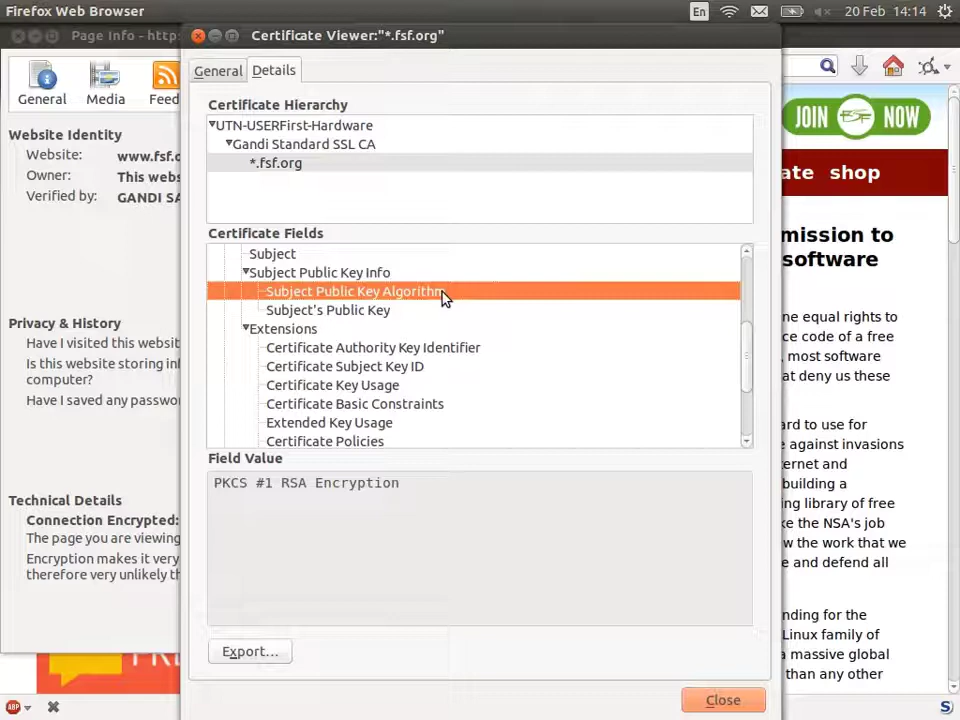 Firefox Web Browser
En
20 Feb 14:14
Page Info - http
Certificate Viewer:"*.fsf.org"
General
Media
Feed
General
Details
JOIN FSF NOW
ate shop
Website Identity
Website:
www.fsf.o
Owner:
This webs
Verified by:
GANDI SA
Privacy & History
Have I visited this websit
Is this website storing in
computer?
Have I saved any passwo
Technical Details
Connection Encrypted:
The page you are viewing
Encryption makes it very
therefore very unlikely th
Certificate Hierarchy
UTN-USERFirst-Hardware
Gandi Standard SSL CA
*.fsf.org
Certificate Fields
Subject
Subject Public Key Info
Subject Public Key Algorithm
Subject's Public Key
Extensions
Certificate Authority Key Identifier
Certificate Subject Key ID
Certificate Key Usage
Certificate Basic Constraints
Extended Key Usage
Certificate Policies
Field Value
PKCS #1 RSA Encryption
Export...
Close
mission to
software
ne equal rights to
ce code of a free
, most software
at deny us these
ard to use for
e against invasions
ternet and
building a
ing library of free
ke the NSA's job
w the work that we
e and defend all
nding for the
Linux family of
a massive global
than any other
ABP
S